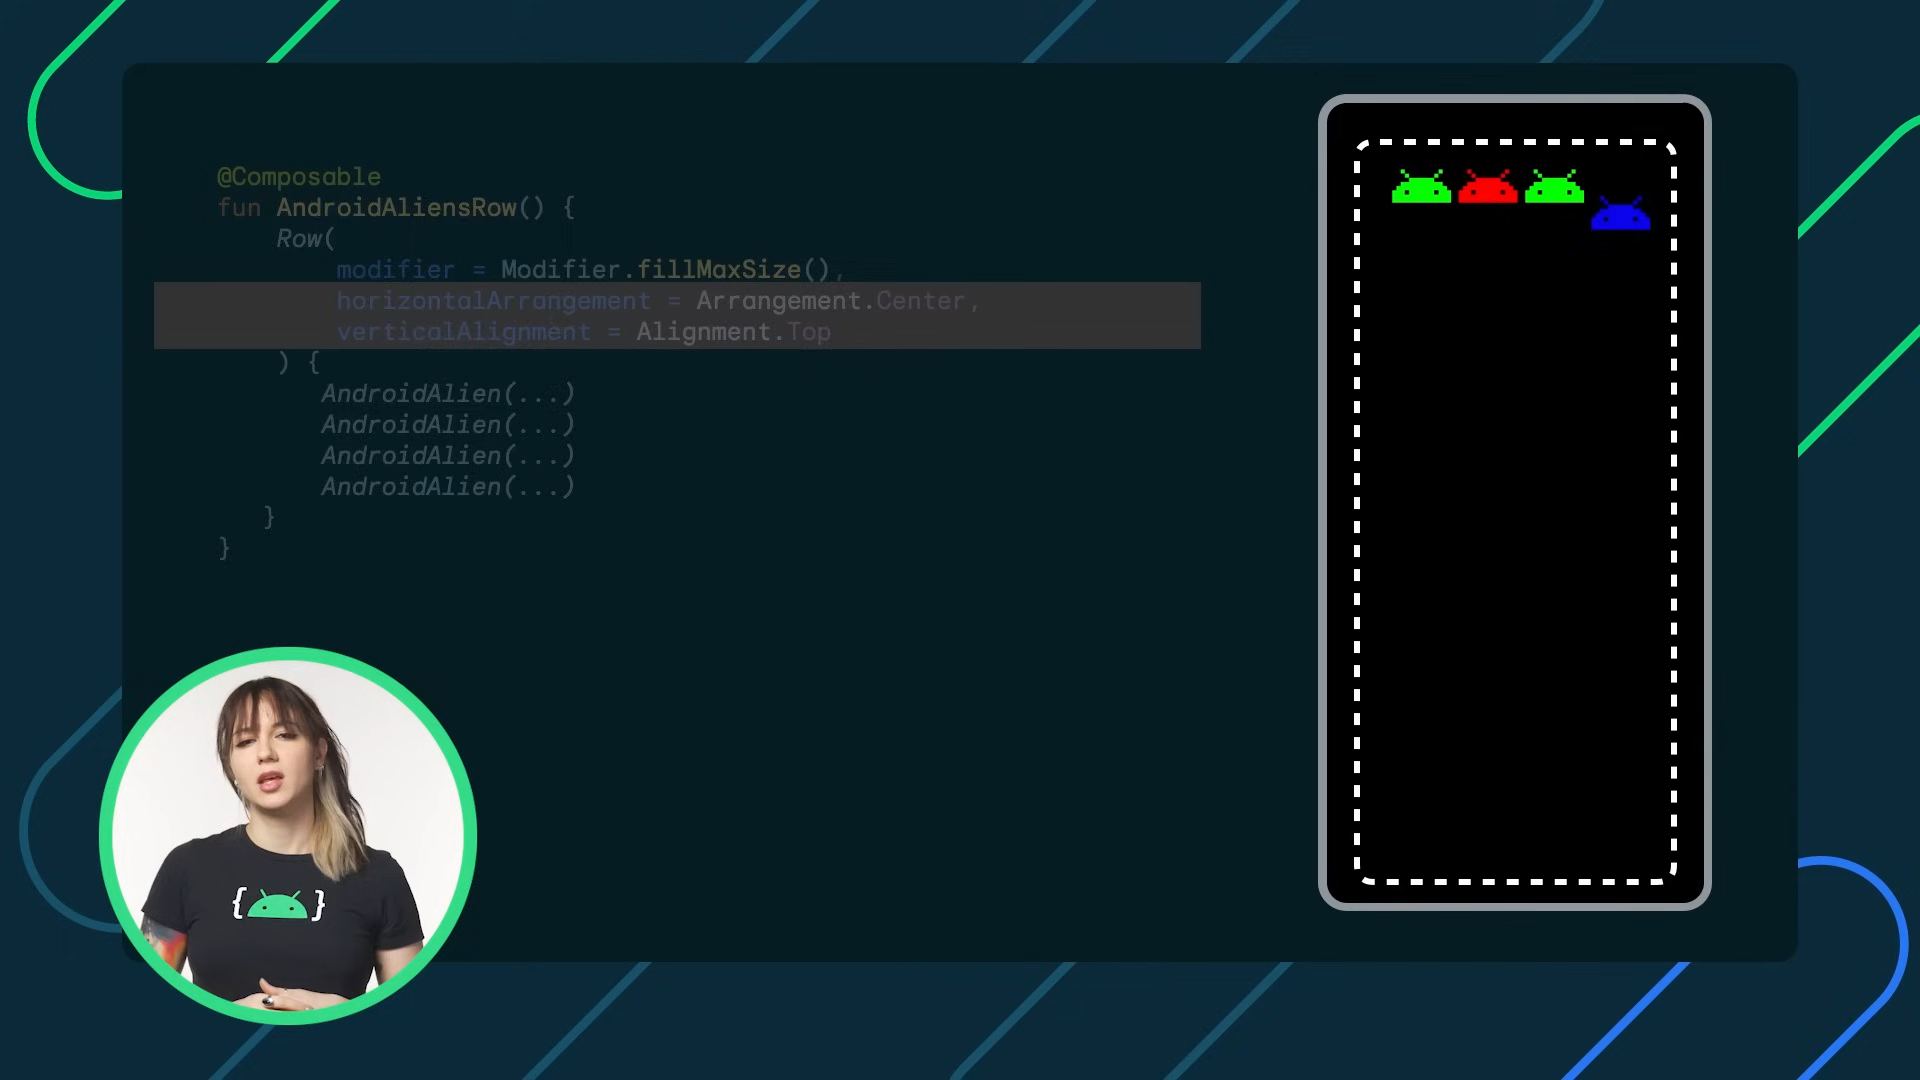 @Composable
fun AndroidAliensRow() {
Row(
modifier = Modifier.fillMaxSize(),
horizontalArrangement = Arrangement.Center,
verticalAlignment = Alignment.Top
) {
AndroidAlien(...)
AndroidAlien(...)
AndroidAlien(...)
AndroidAlien(...)
}
}
{ }